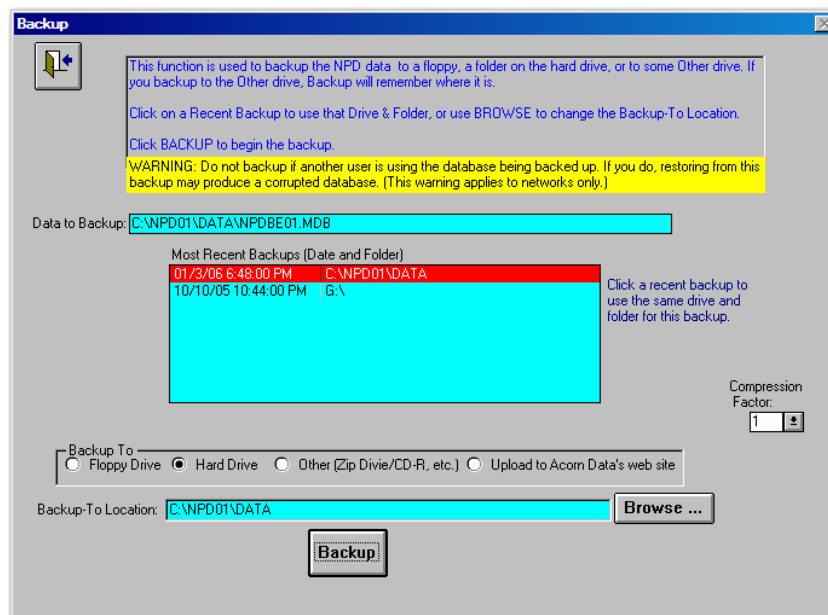 Backup
This function is used to backup the NPD data  to a floppy, a folder on the hard drive, or to some Other drive. If
you backup to the Other drive, Backup will remember where it is.
Click on a Recent Backup to use that Drive & Folder, or use BROWSE to change the Backup-To Location.
Click BACKUP to begin the backup.
WARNING: Do not backup if another user is using the database being backed up. If you do, restoring from this
backup may produce a corrupted database. (This warning applies to networks only.)
Data to Backup: C:\NPD01\DATA\NPDBE01.MDB
Most Recent Backups (Date and Folder)
01/3/06 6:48:00 PM C:\NPD01\DATA
10/10/05 10:44:00 PM G:\
Click a recent backup to
use the same drive and
folder for this backup.
Compression
Factor:
1
Backup To
Floppy Drive Hard Drive Other (Zip Divie/CD-R, etc.) Upload to Acorn Data's web site
Backup-To Location: C:\NPD01\DATA Browse ...
Backup